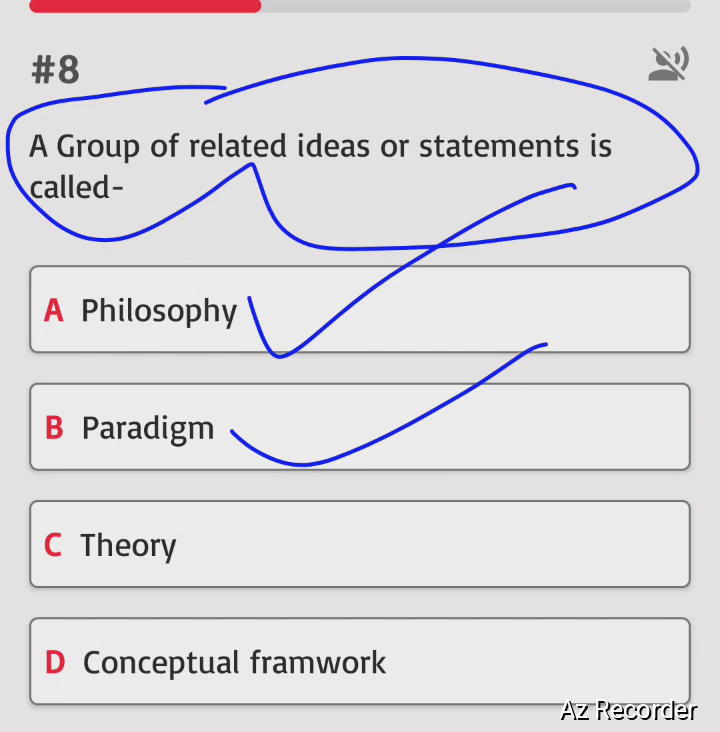 #8
A Group of related ideas or statements is
called-
A Philosophy
B Paradigm
C Theory
D Conceptual framwork
Az Recorder